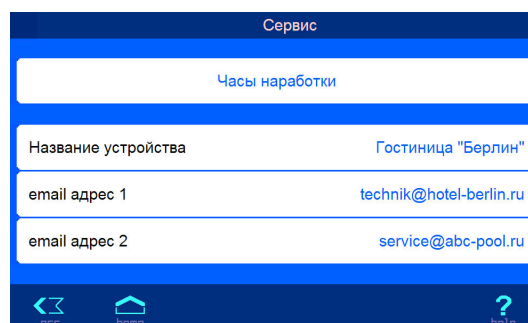 Сервис
Часы наработки
Название устройства Гостиница "Берлин"
email адрес 1 technik@hotel-berlin.ru
email адрес 2 service@abc-pool.ru
?